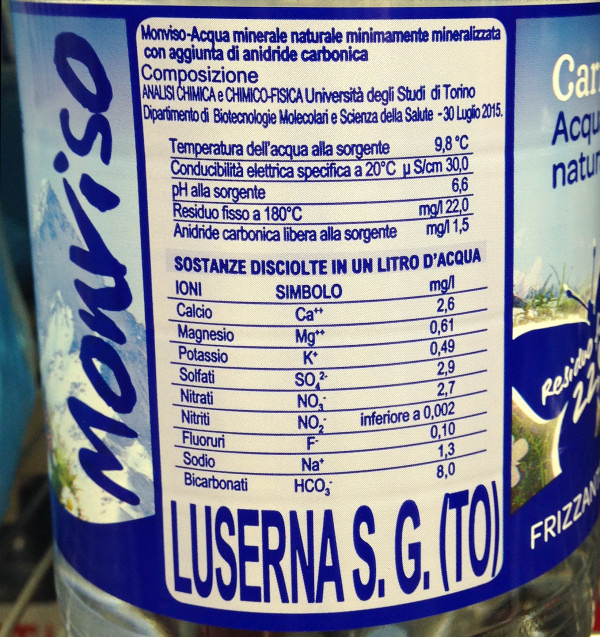 Monviso
Monviso-Acqua minerale naturale minimamente mineralizzata
con aggiunta di anidride carbonica
Composizione
ANALISI CHIMICA e CHIMICO-FISICA Università degli Studi di Torino
Dipartimento di Biotecnologie Molecolari e Scienza della Salute - 30 Luglio 2015.
Temperatura dell'acqua alla sorgente 9,8 °C
Conducibilità elettrica specifica a 20°C µ S/cm 30,0
pH alla sorgente 6,6
Residuo fisso a 180°C mg/l 22,0
Anidride carbonica libera alla sorgente mg/l 1,5
SOSTANZE DISCIOLTE IN UN LITRO D'ACQUA
IONI SIMBOLO mg/l
Calcio Ca⁺⁺ 2,6
Magnesio Mg⁺⁺ 0,61
Potassio K⁺ 0,49
Solfati SO₄²⁻ 2,9
Nitrati NO₃⁻ 2,7
Nitriti NO₂⁻ inferiore a 0,002
Fluoruri F⁻ 0,10
Sodio Na⁺ 1,3
Bicarbonati HCO₃⁻ 8,0
LUSERNA S. G. (TO)
Residuo